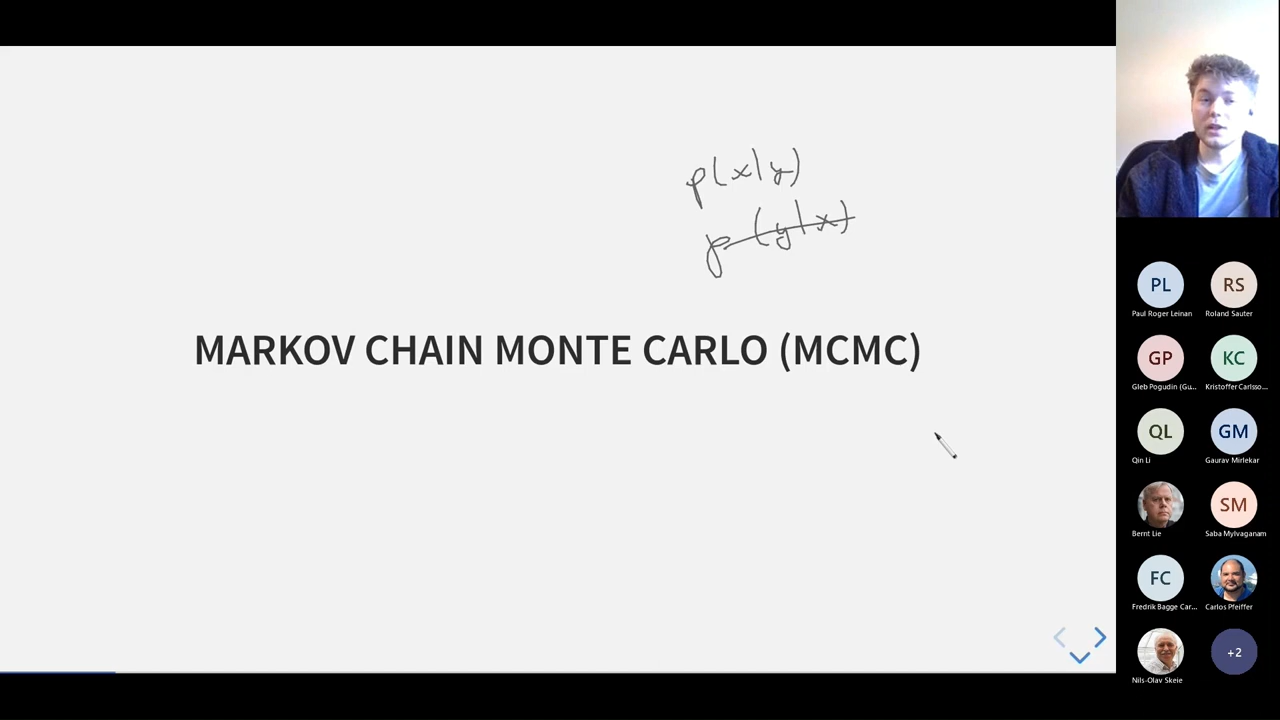 p(x|y)
p(y|x)
MARKOV CHAIN MONTE CARLO (MCMC)
PL RS
Paul Roger Leinan Roland Sauter
GP KC
Gleb Pogudin (Gu... Kristoffer Carlsso...
QL GM
Qin Li Gaurav Mirlekar
SM
Bernt Lie Saba Mylvaganam
FC
Fredrik Bagge Car... Carlos Pfeiffer
+2
Nils-Olav Skeie